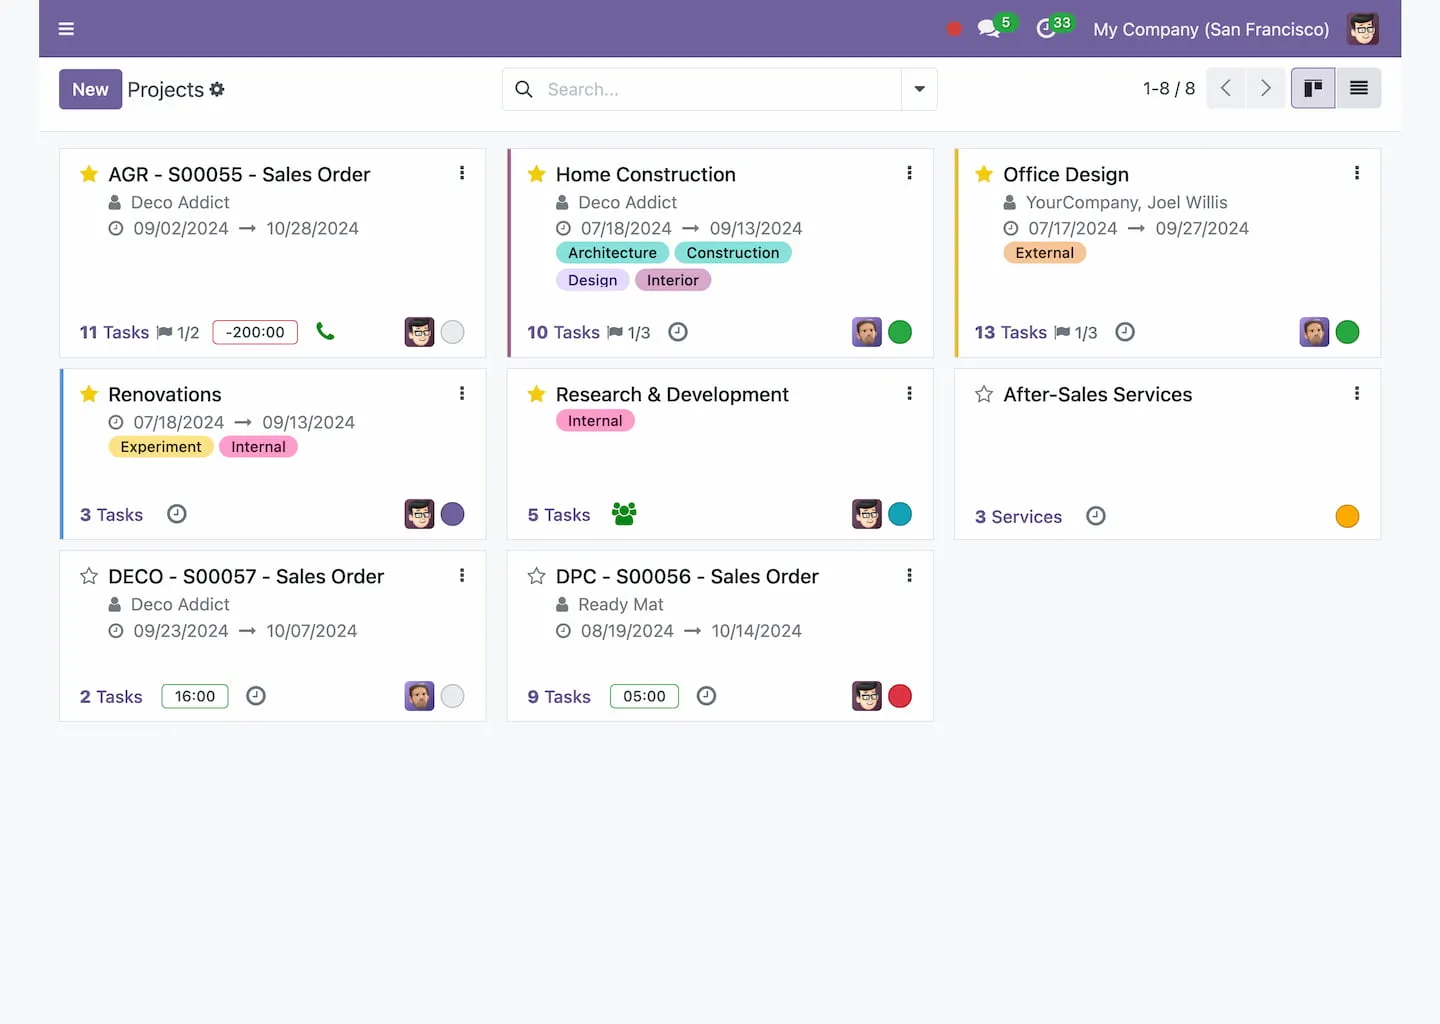 5
33
My Company (San Francisco)
New
Projects
Search...
1-8 / 8
AGR - S00055 - Sales Order
Deco Addict
09/02/2024 → 10/28/2024
11 Tasks 1/2 -200:00
Home Construction
Deco Addict
07/18/2024 → 09/13/2024
Architecture Construction
Design Interior
10 Tasks 1/3
Office Design
YourCompany, Joel Willis
07/17/2024 → 09/27/2024
External
13 Tasks 1/3
Renovations
07/18/2024 → 09/13/2024
Experiment Internal
3 Tasks
Research & Development
Internal
5 Tasks
After-Sales Services
3 Services
DECO - S00057 - Sales Order
Deco Addict
09/23/2024 → 10/07/2024
2 Tasks 16:00
DPC - S00056 - Sales Order
Ready Mat
08/19/2024 → 10/14/2024
9 Tasks 05:00